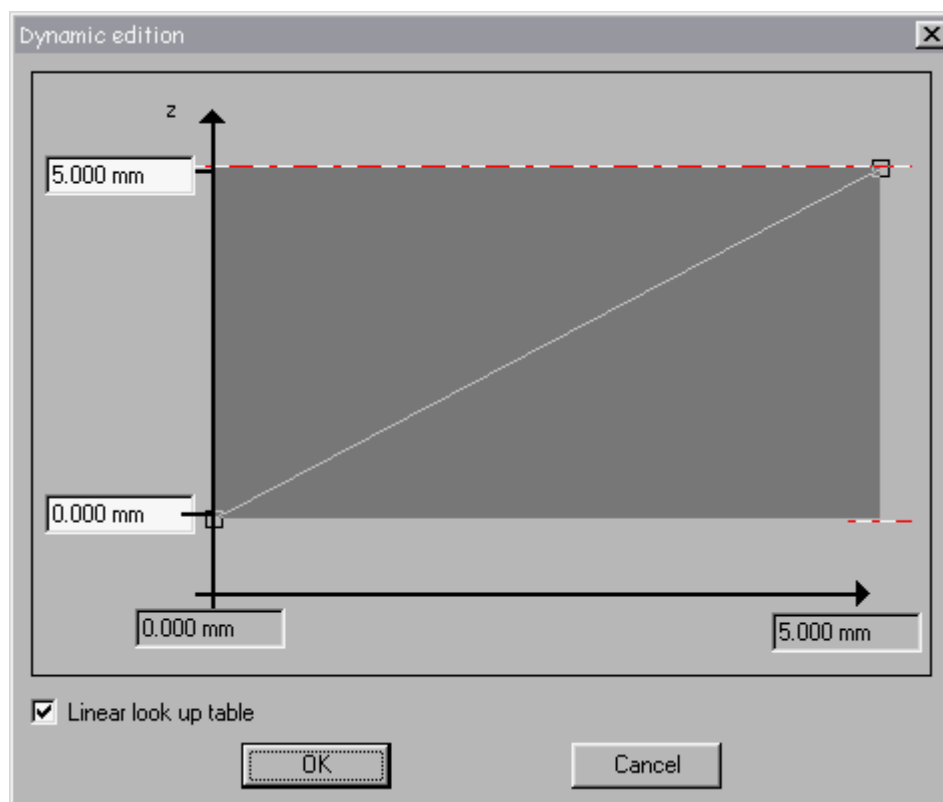 Dynamic edition
z
5.000 mm
0.000 mm
0.000 mm
5.000 mm
Linear look up table
OK
Cancel